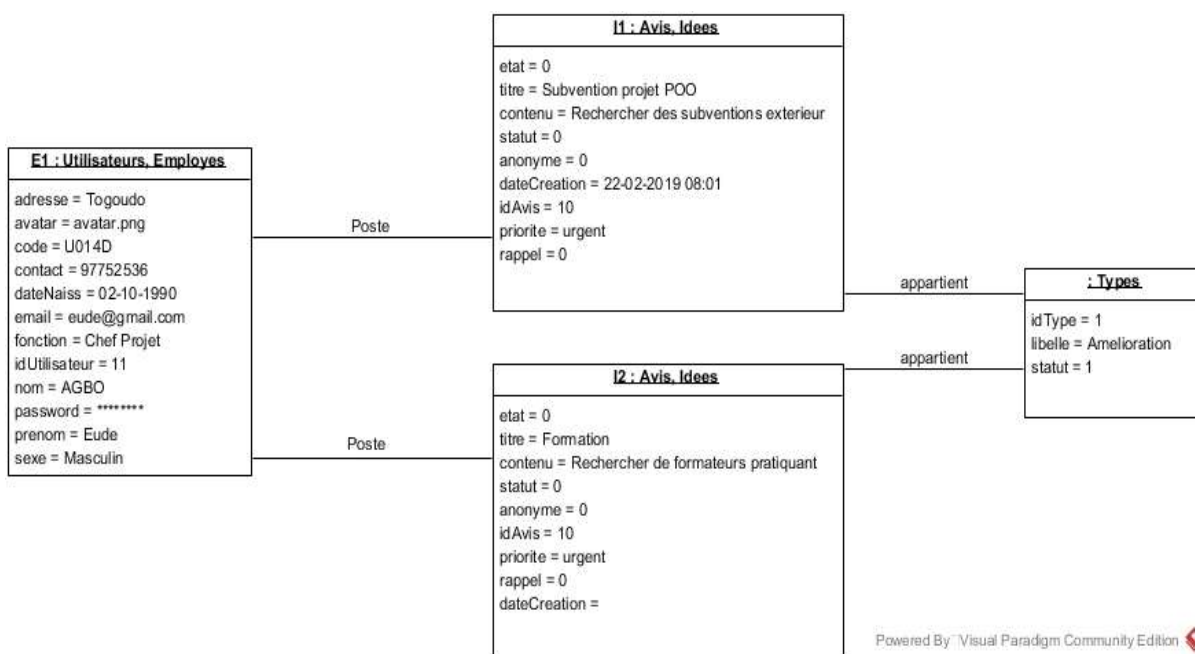 E1 : Utilisateurs, Employes
adresse = Togoudo
avatar = avatar.png
code = U014D
contact = 97752536
dateNaiss = 02-10-1990
email = eude@gmail.com
fonction = Chef Projet
idUtilisateur = 11
nom = AGBO
password = ********
prenom = Eude
sexe = Masculin
Poste
Poste
I1 : Avis, Idees
etat = 0
titre = Subvention projet POO
contenu = Rechercher des subventions exterieur
statut = 0
anonyme = 0
dateCreation = 22-02-2019 08:01
idAvis = 10
priorite = urgent
rappel = 0
I2 : Avis, Idees
etat = 0
titre = Formation
contenu = Rechercher de formateurs pratiquant
statut = 0
anonyme = 0
idAvis = 10
priorite = urgent
rappel = 0
dateCreation =
appartient
appartient
: Types
idType = 1
libelle = Amelioration
statut = 1
Powered By Visual Paradigm Community Edition